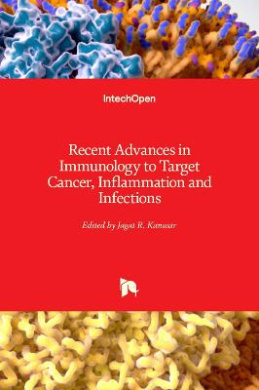 IntechOpen
Recent Advances in
Immunology to Target
Cancer, Inflammation and
Infections
Edited by Jagat R. Kanwar